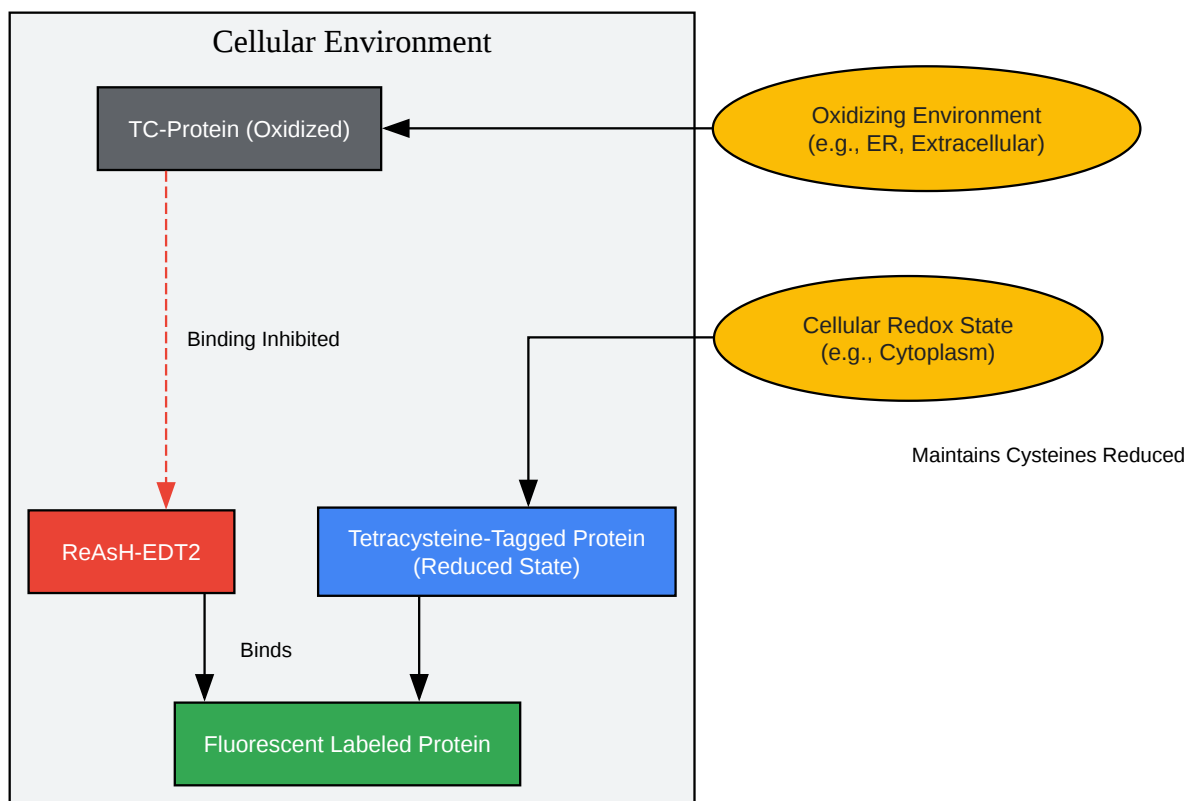 Cellular Environment
TC-Protein (Oxidized)
Oxidizing Environment
(e.g., ER, Extracellular)
Binding Inhibited
Cellular Redox State
(e.g., Cytoplasm)
Maintains Cysteines Reduced
ReAsH-EDT2
Tetracysteine-Tagged Protein
(Reduced State)
Binds
Fluorescent Labeled Protein